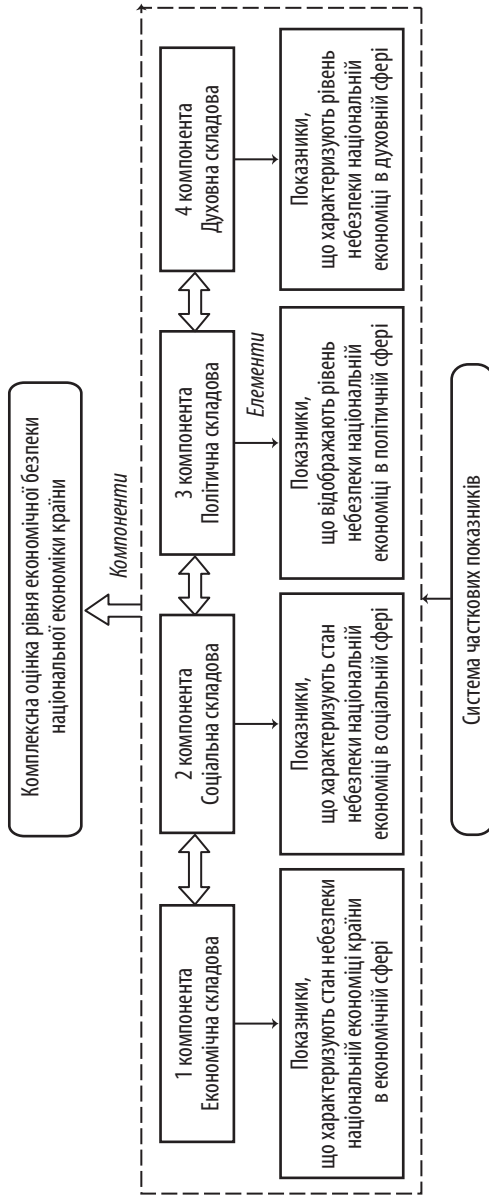 Комплексна оцінка рівня економічної безпеки
національної економіки країни
Компоненти
1 компонента
Економічна складова
2 компонента
Соціальна складова
3 компонента
Політична складова
4 компонента
Духовна складова
Елементи
Показники,
що характеризують стан небезпеки
національній економіці країни
в економічній сфері
Показники,
що характеризують стан
небезпеки національній
економіці в соціальній сфері
Показники,
що відображають рівень
небезпеки національній
економіці в політичній сфері
Показники,
що характеризують рівень
небезпеки національній
економіці в духовній сфері
Система часткових показників